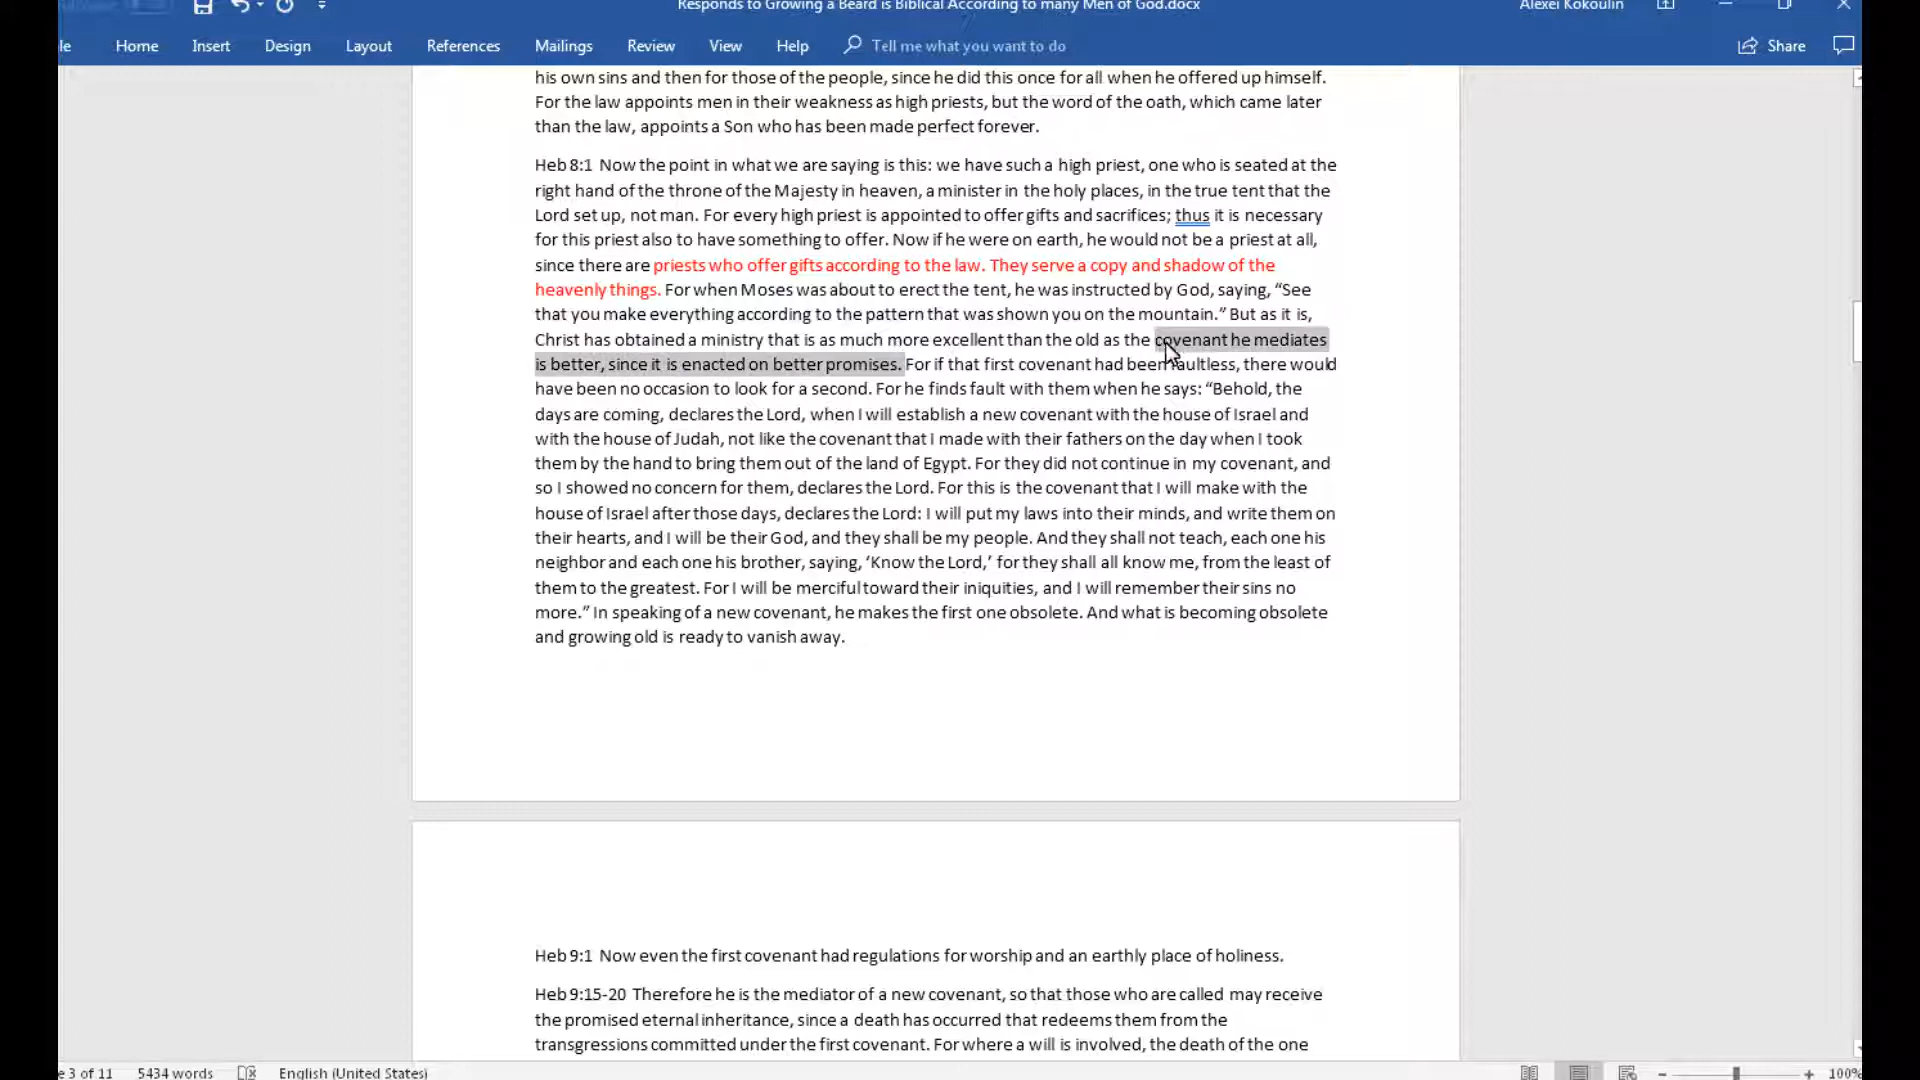 Responds to Growing a Beard is Biblical According to many Men of God.docx
Alexei Kokoulin
le
Home
Insert
Design
Layout
References
Mailings
Review
View
Help
Tell me what you want to do
Share
his own sins and then for those of the people, since he did this once for all when he offered up himself.
For the law appoints men in their weakness as high priests, but the word of the oath, which came later
than the law, appoints a Son who has been made perfect forever.
Heb 8:1 Now the point in what we are saying is this: we have such a high priest, one who is seated at the
right hand of the throne of the Majesty in heaven, a minister in the holy places, in the true tent that the
Lord set up, not man. For every high priest is appointed to offer gifts and sacrifices; thus it is necessary
for this priest also to have something to offer. Now if he were on earth, he would not be a priest at all,
since there are priests who offer gifts according to the law. They serve a copy and shadow of the
heavenly things. For when Moses was about to erect the tent, he was instructed by God, saying, “See
that you make everything according to the pattern that was shown you on the mountain.” But as it is,
Christ has obtained a ministry that is as much more excellent than the old as the covenant he mediates
is better, since it is enacted on better promises. For if that first covenant had been faultless, there would
have been no occasion to look for a second. For he finds fault with them when he says: “Behold, the
days are coming, declares the Lord, when I will establish a new covenant with the house of Israel and
with the house of Judah, not like the covenant that I made with their fathers on the day when I took
them by the hand to bring them out of the land of Egypt. For they did not continue in my covenant, and
so I showed no concern for them, declares the Lord. For this is the covenant that I will make with the
house of Israel after those days, declares the Lord: I will put my laws into their minds, and write them on
their hearts, and I will be their God, and they shall be my people. And they shall not teach, each one his
neighbor and each one his brother, saying, ‘Know the Lord,’ for they shall all know me, from the least of
them to the greatest. For I will be merciful toward their iniquities, and I will remember their sins no
more.” In speaking of a new covenant, he makes the first one obsolete. And what is becoming obsolete
and growing old is ready to vanish away.
Heb 9:1 Now even the first covenant had regulations for worship and an earthly place of holiness.
Heb 9:15-20 Therefore he is the mediator of a new covenant, so that those who are called may receive
the promised eternal inheritance, since a death has occurred that redeems them from the
transgressions committed under the first covenant. For where a will is involved, the death of the one
e 3 of 11
5434 words
English (United States)
100%